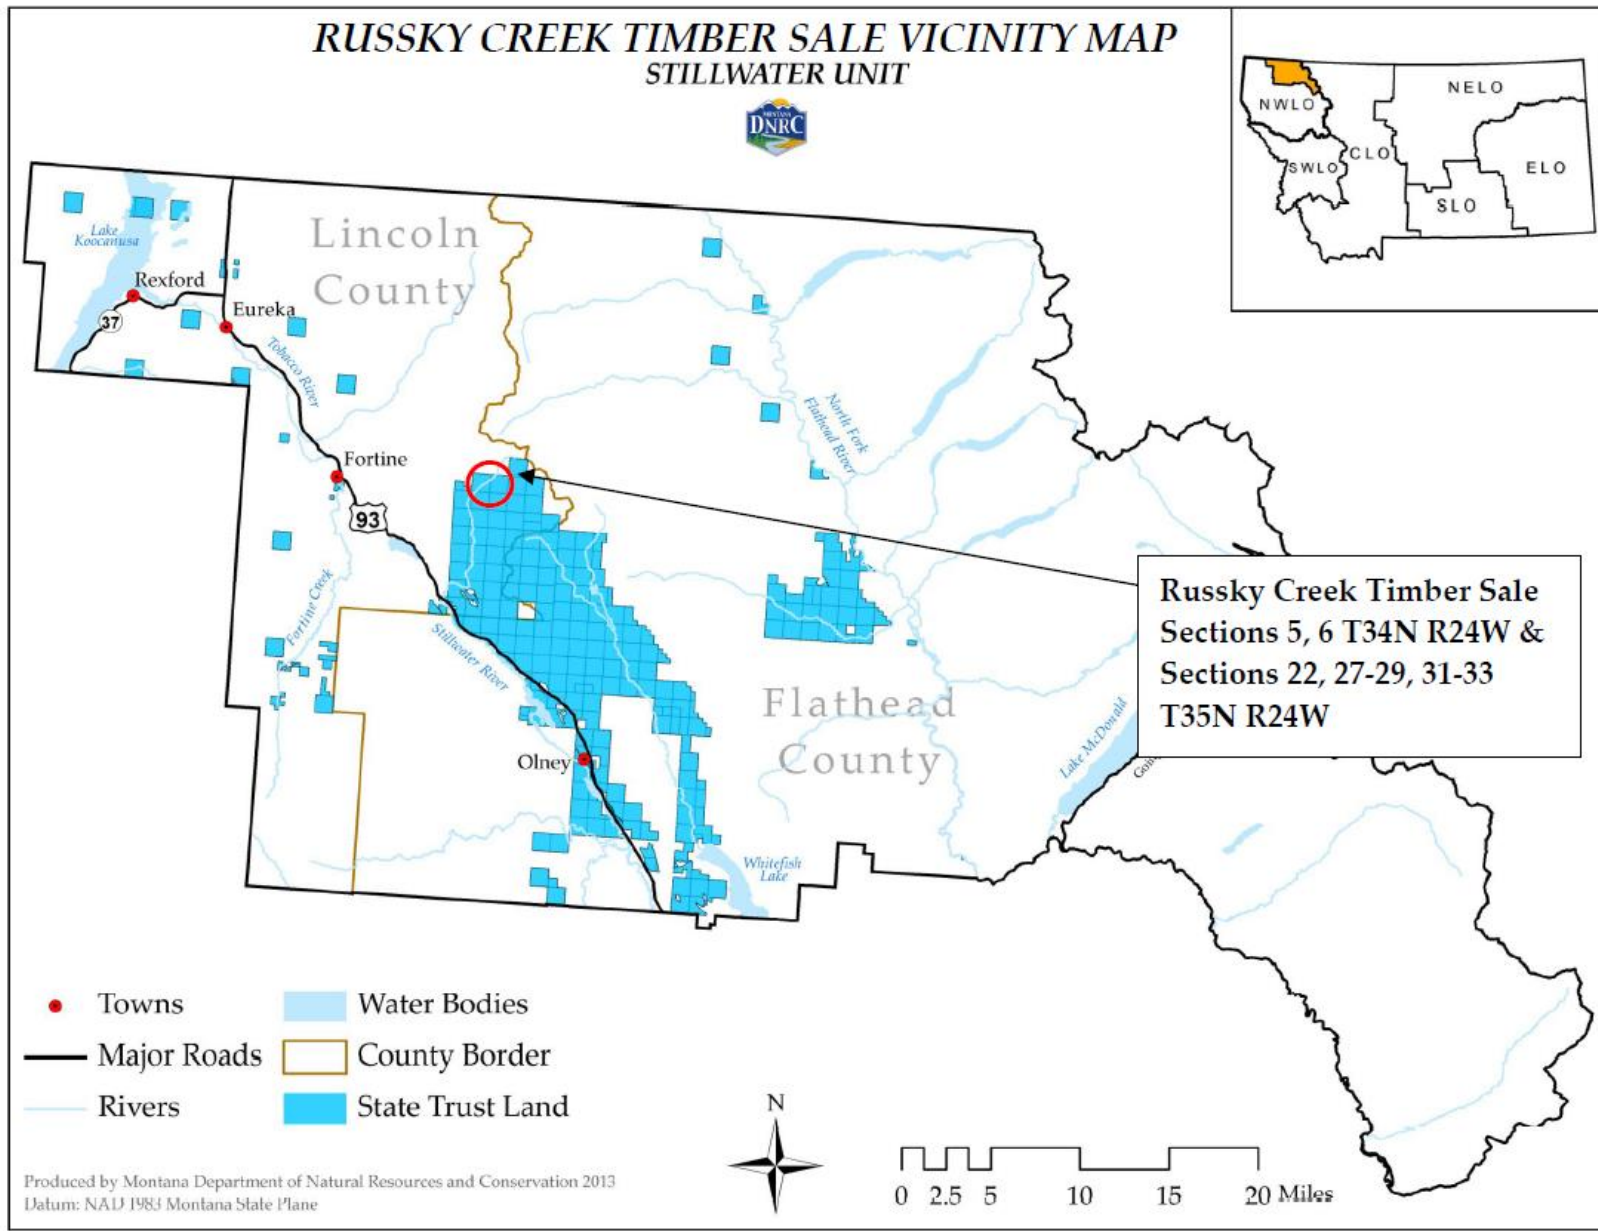 RUSSKY CREEK TIMBER SALE VICINITY MAP
STILLWATER UNIT
MONTANA
DNRC
NWLO
NELO
CLO
SWLO
ELO
SLO
Lincoln
County
Lake
Koocanusa
Rexford
37
Eureka
Tobacco River
North Fork
Flathead River
Fortine
93
Fortine Creek
Stillwater River
Russky Creek Timber Sale
Sections 5, 6 T34N R24W &
Sections 22, 27-29, 31-33
T35N R24W
Flathead
County
Lake McDonald
Olney
Whitefish
Lake
Towns
Water Bodies
Major Roads
County Border
Rivers
State Trust Land
N
0 2.5 5 10 15 20 Miles
Produced by Montana Department of Natural Resources and Conservation 2013
Datum: NAD 1983 Montana State Plane